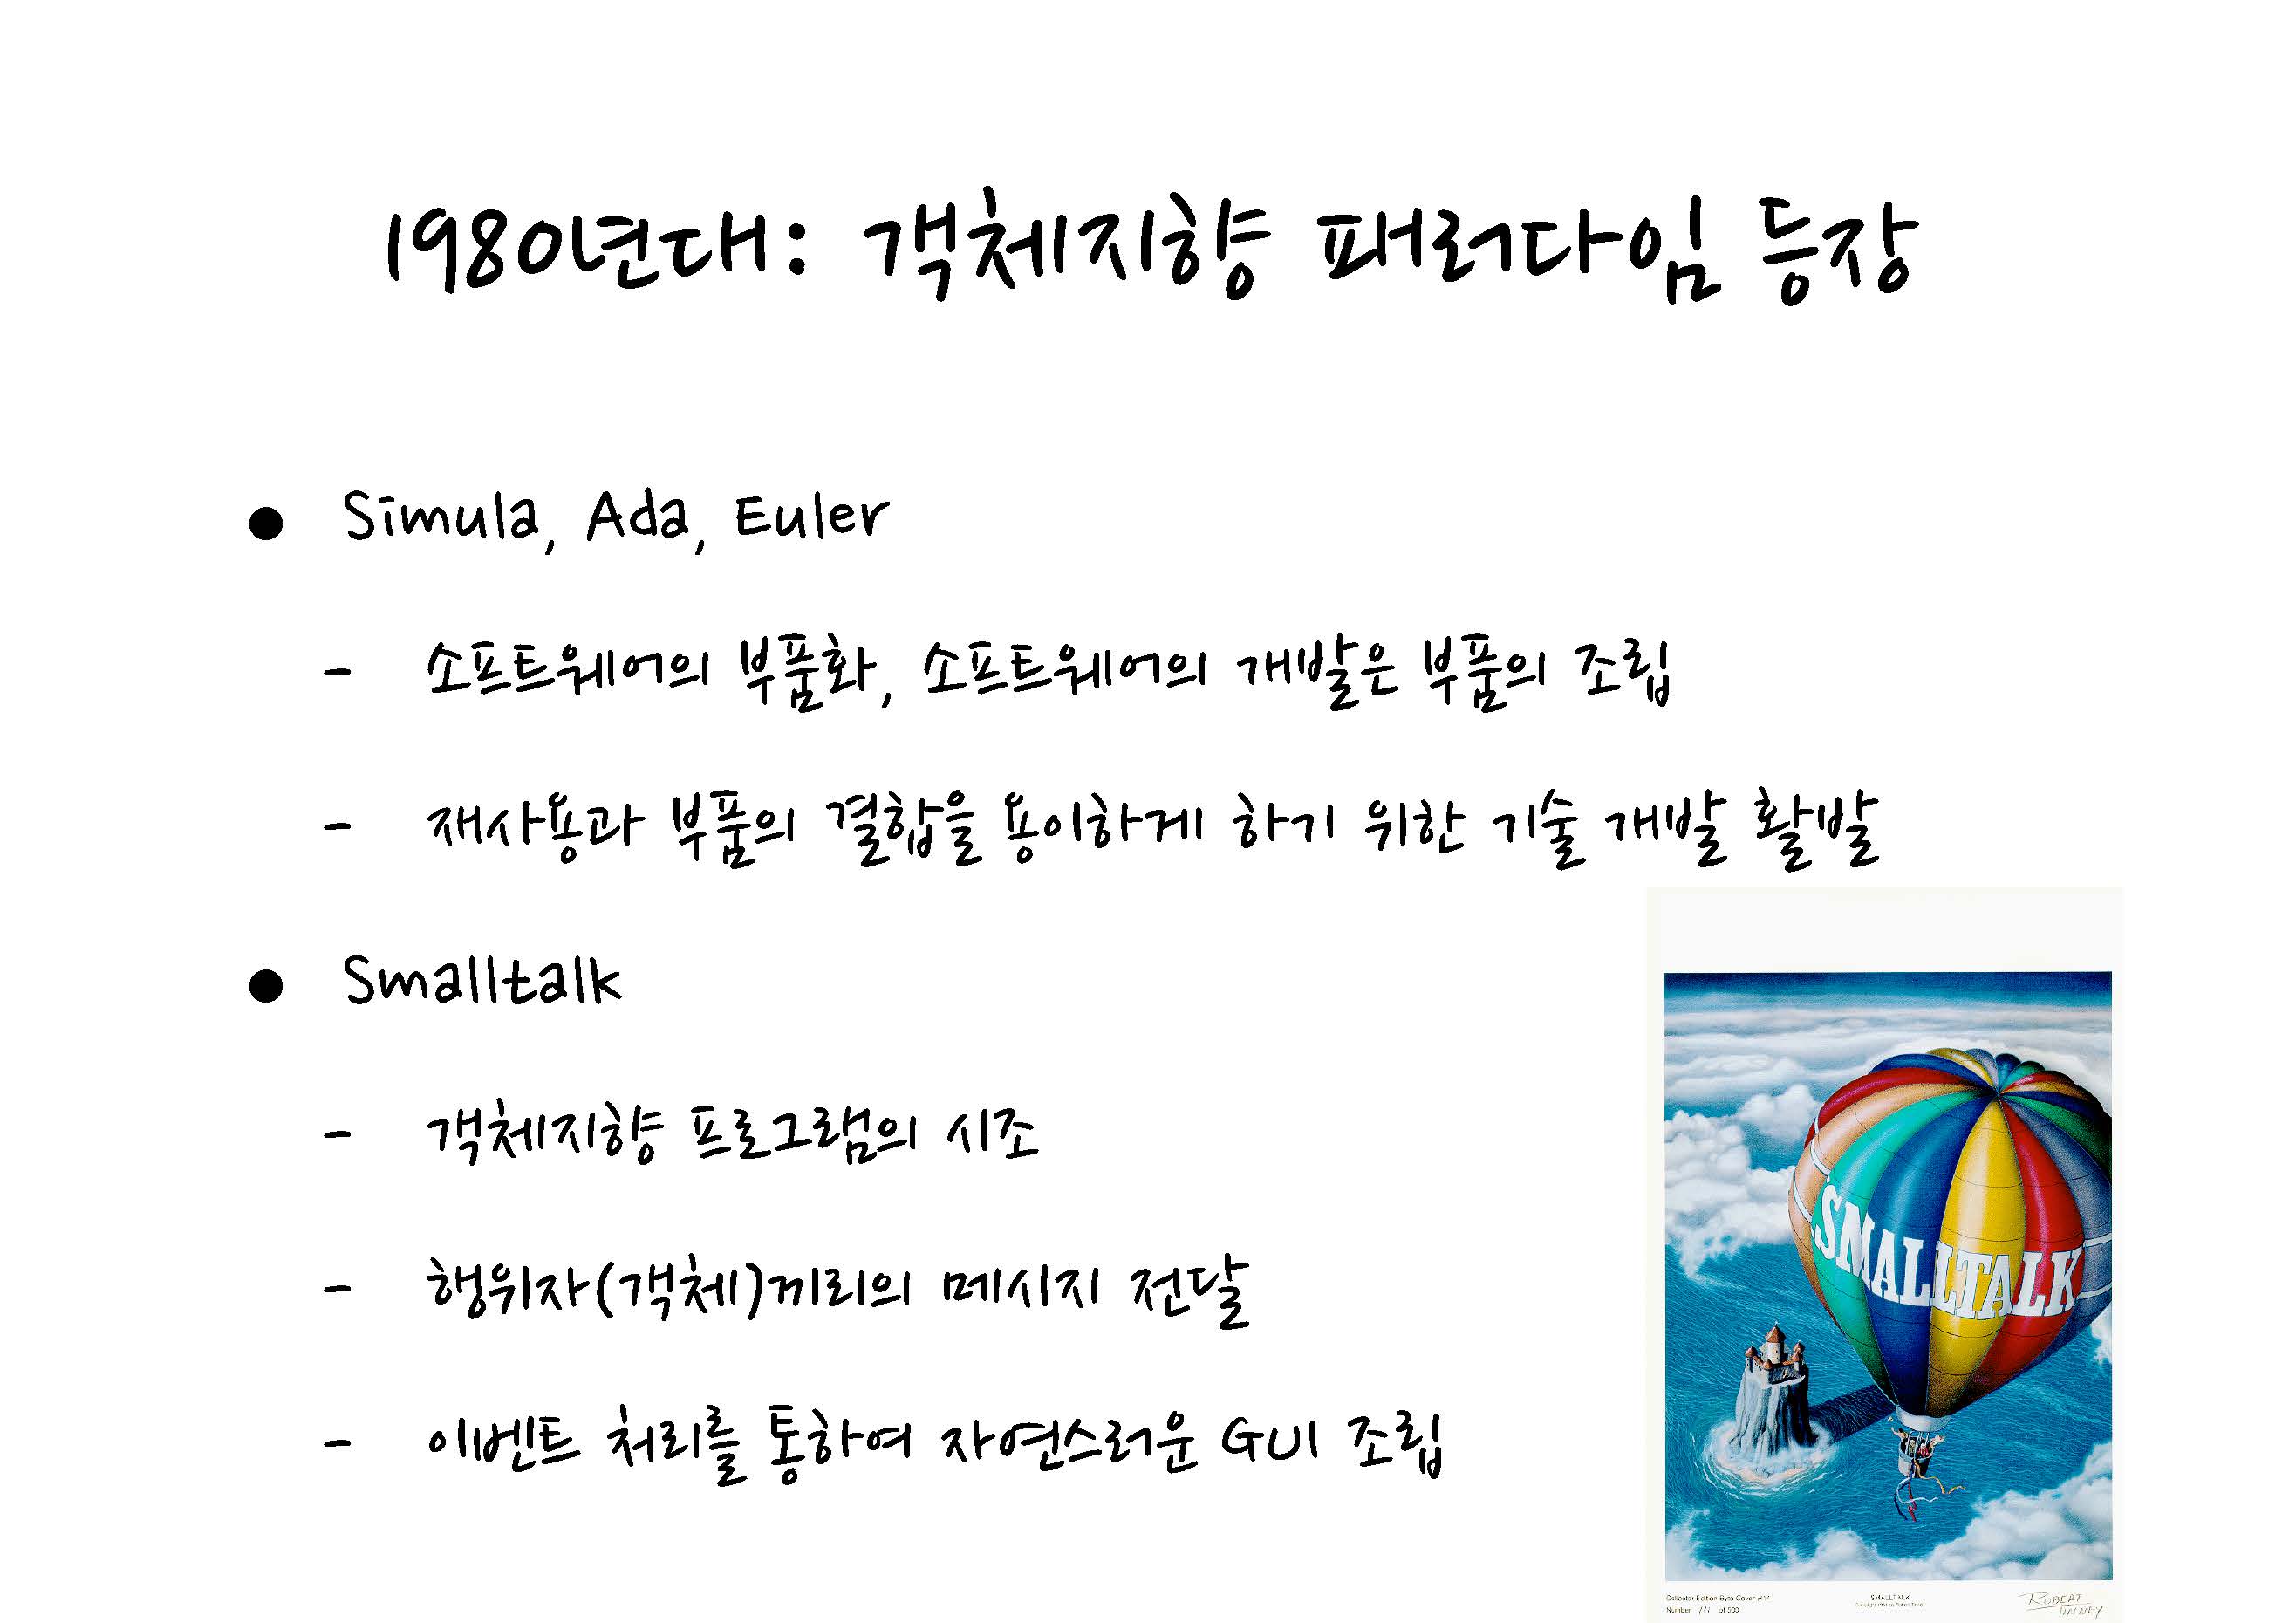 1980년대: 객체지향 패러다임 등장
● Simula, Ada, Euler
- 소프트웨어의 부품화, 소프트웨어의 개발은 부품의 조립
- 재사용과 부품의 결합을 용이하게 하기 위한 기술 개발 활발
● Smalltalk
- 객체지향 프로그램의 시조
- 행위자(객체)끼리의 메시지 전달
- 이벤트 처리를 통하여 자연스러운 GUI 조립
SMALLTALK
Collector Edition Byte Cover #14
Number of 500
SMALLTALK
ROBERT TINNEY